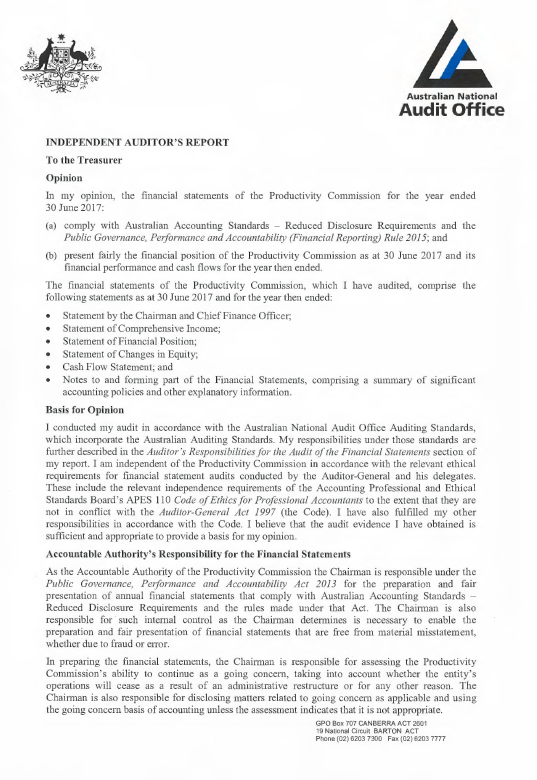 Australian National
Audit Office
INDEPENDENT AUDITOR'S REPORT
To the Treasurer
Opinion
In my opinion, the financial statements of the Productivity Commission for the year ended
30 June 2017:
(a) comply with Australian Accounting Standards – Reduced Disclosure Requirements and the
Public Governance, Performance and Accountability (Financial Reporting) Rule 2015; and
(b) present fairly the financial position of the Productivity Commission as at 30 June 2017 and its
financial performance and cash flows for the year then ended.
The financial statements of the Productivity Commission, which I have audited, comprise the
following statements as at 30 June 2017 and for the year then ended:
• Statement by the Chairman and Chief Finance Officer;
• Statement of Comprehensive Income;
• Statement of Financial Position;
• Statement of Changes in Equity;
• Cash Flow Statement; and
• Notes to and forming part of the Financial Statements, comprising a summary of significant
accounting policies and other explanatory information.
Basis for Opinion
I conducted my audit in accordance with the Australian National Audit Office Auditing Standards,
which incorporate the Australian Auditing Standards. My responsibilities under those standards are
further described in the Auditor's Responsibilities for the Audit of the Financial Statements section of
my report. I am independent of the Productivity Commission in accordance with the relevant ethical
requirements for financial statement audits conducted by the Auditor-General and his delegates.
These include the relevant independence requirements of the Accounting Professional and Ethical
Standards Board's APES 110 Code of Ethics for Professional Accountants to the extent that they are
not in conflict with the Auditor-General Act 1997 (the Code). I have also fulfilled my other
responsibilities in accordance with the Code. I believe that the audit evidence I have obtained is
sufficient and appropriate to provide a basis for my opinion.
Accountable Authority's Responsibility for the Financial Statements
As the Accountable Authority of the Productivity Commission the Chairman is responsible under the
Public Governance, Performance and Accountability Act 2013 for the preparation and fair
presentation of annual financial statements that comply with Australian Accounting Standards –
Reduced Disclosure Requirements and the rules made under that Act. The Chairman is also
responsible for such internal control as the Chairman determines is necessary to enable the
preparation and fair presentation of financial statements that are free from material misstatement,
whether due to fraud or error.
In preparing the financial statements, the Chairman is responsible for assessing the Productivity
Commission's ability to continue as a going concern, taking into account whether the entity's
operations will cease as a result of an administrative restructure or for any other reason. The
Chairman is also responsible for disclosing matters related to going concern as applicable and using
the going concern basis of accounting unless the assessment indicates that it is not appropriate.
GPO Box 707 CANBERRA ACT 2601
19 National Circuit BARTON ACT
Phone (02) 6203 7300 Fax (02) 6203 7777